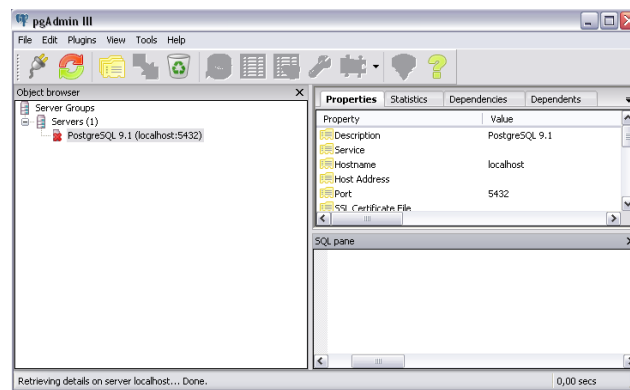 pgAdmin III
File Edit Plugins View Tools Help
Object browser
Server Groups
Servers (1)
PostgreSQL 9.1 (localhost:5432)
Properties Statistics Dependencies Dependents
Property Value
Description PostgreSQL 9.1
Service
Hostname localhost
Host Address
Port 5432
SSL Certificate File
SQL pane
Retrieving details on server localhost... Done. 0,00 secs